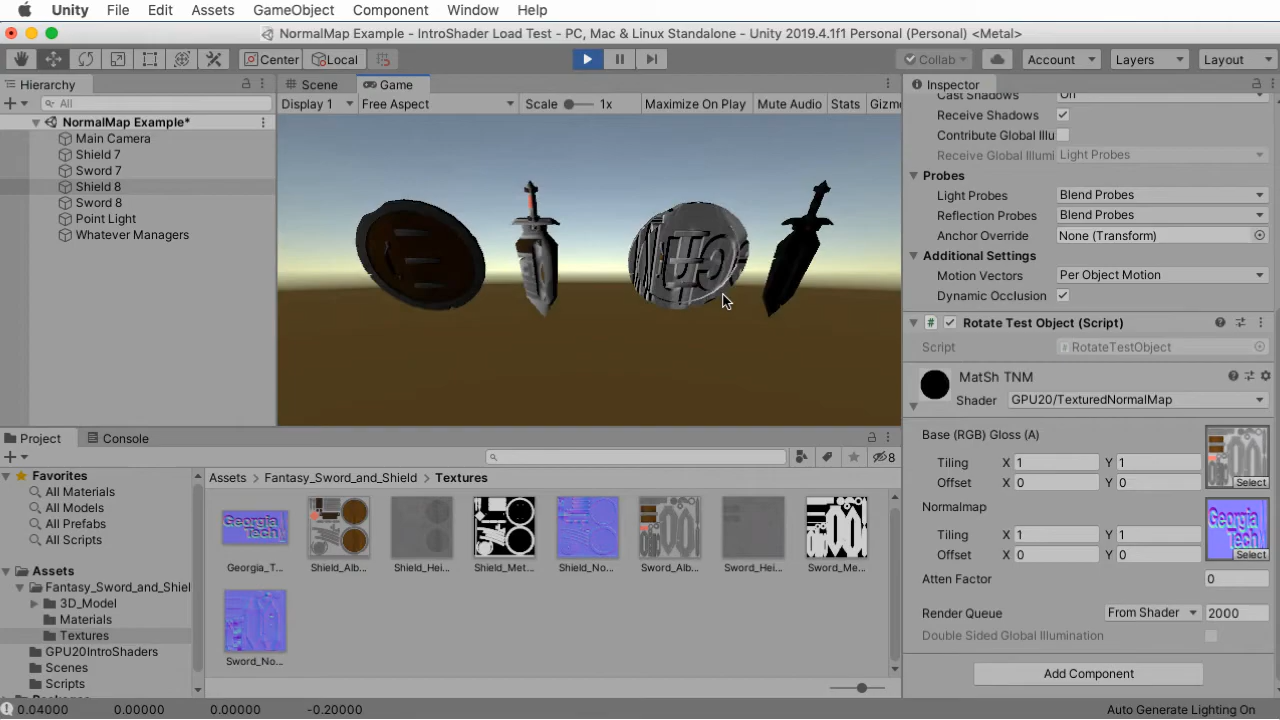 Unity File Edit Assets GameObject Component Window Help
NormalMap Example - IntroShader Load Test - PC, Mac & Linux Standalone - Unity 2019.4.1f1 Personal (Personal) <Metal>
Center Local Collab Account Layers Layout
Hierarchy Scene Game Inspector
All Display 1 Free Aspect Scale 1x Maximize On Play Mute Audio Stats Gizm
NormalMap Example*
Main Camera
Shield 7
Sword 7
Shield 8
Sword 8
Point Light
Whatever Managers
Cast Shadows On
Receive Shadows
Contribute Global Illu
Receive Global Illumi Light Probes
Probes
Light Probes Blend Probes
Reflection Probes Blend Probes
Anchor Override None (Transform)
Additional Settings
Motion Vectors Per Object Motion
Dynamic Occlusion
# Rotate Test Object (Script)
Script # RotateTestObject
MatSh TNM
Shader GPU20/TexturedNormalMap
Base (RGB) Gloss (A)
Tiling X 1 Y 1
Offset X 0 Y 0 Select
Normalmap
Tiling X 1 Y 1
Offset X 0 Y 0 Select
Atten Factor 0
Render Queue From Shader 2000
Double Sided Global Illumination
Add Component
Project Console
8
Favorites
All Materials
All Models
All Prefabs
All Scripts
Assets
Fantasy_Sword_and_Shiel
3D_Model
Materials
Textures
GPU20IntroShaders
Scenes
Scripts
Assets > Fantasy_Sword_and_Shield > Textures
Georgia Tech
Georgia_T... Shield_Alb... Shield_Hei... Shield_Met... Shield_No... Sword_Alb... Sword_Hei... Sword_Me...
Sword_No...
0.04000 0.00000 0.00000 -0.20000 Auto Generate Lighting On